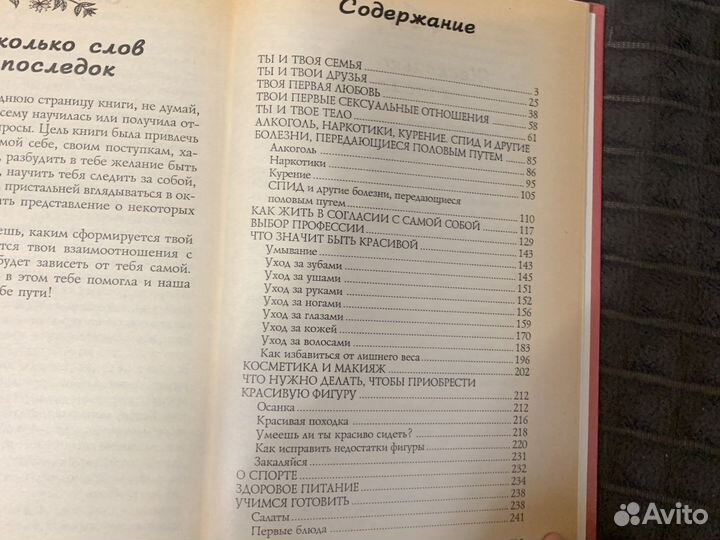 колько слов
последок
днюю страницу книги, не думай,
сему научилась или получила от-
просы. Цель книги была привлечь
мой себе, своим поступкам, ха-
, разбудить в тебе желание быть
, научить тебя следить за собой,
, пристальней вглядываться в ок-
ить представление о некоторых
ешь, каким сформируется твой
тся твои взаимоотношения с
будет зависеть от тебя самой.
в этом тебе помогла и наша
бе пути!
Содержание
ТЫ И ТВОЯ СЕМЬЯ 3
ТЫ И ТВОИ ДРУЗЬЯ 25
ТВОЯ ПЕРВАЯ ЛЮБОВЬ 38
ТВОИ ПЕРВЫЕ СЕКСУАЛЬНЫЕ ОТНОШЕНИЯ 58
ТЫ И ТВОЕ ТЕЛО 61
АЛКОГОЛЬ, НАРКОТИКИ, КУРЕНИЕ. СПИД И ДРУГИЕ
БОЛЕЗНИ, ПЕРЕДАЮЩИЕСЯ ПОЛОВЫМ ПУТЕМ 85
Алкоголь 86
Наркотики 95
Курение 105
СПИД и другие болезни, передающиеся
половым путем 110
КАК ЖИТЬ В СОГЛАСИИ С САМОЙ СОБОЙ 117
ВЫБОР ПРОФЕССИИ 129
ЧТО ЗНАЧИТ БЫТЬ КРАСИВОЙ 143
Умывание 143
Уход за зубами 145
Уход за ушами 151
Уход за руками 152
Уход за ногами 156
Уход за глазами 159
Уход за кожей 170
Уход за волосами 183
Как избавиться от лишнего веса 196
КОСМЕТИКА И МАКИЯЖ 202
ЧТО НУЖНО ДЕЛАТЬ, ЧТОБЫ ПРИОБРЕСТИ
КРАСИВУЮ ФИГУРУ 212
Осанка 212
Красивая походка 216
Умеешь ли ты красиво сидеть? 218
Как исправить недостатки фигуры 220
Закаляйся 231
О СПОРТЕ 232
ЗДОРОВОЕ ПИТАНИЕ 234
УЧИМСЯ ГОТОВИТЬ 238
Салаты 238
Первые блюда 241
Avito